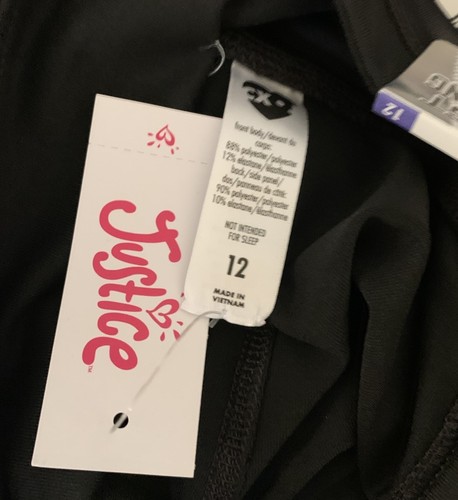 Justice™
front body/devant du
corps:
88% polyester/polyester
12% elastane/élasthanne
back/side panel/
dos/panneau de côté:
90% polyester/polyester
10% elastane/élasthanne
NOT INTENDED
FOR SLEEP
12
MADE IN
VIETNAM
12